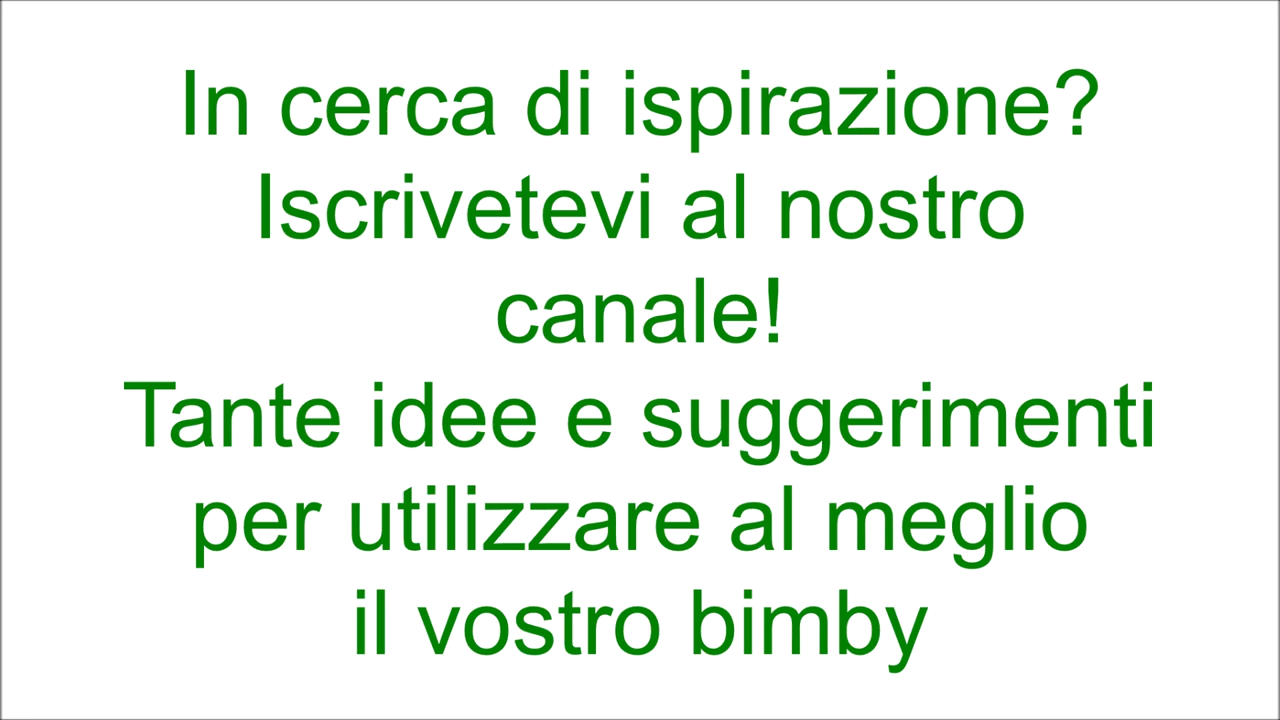 In cerca di ispirazione?
Iscrivetevi al nostro
canale!
Tante idee e suggerimenti
per utilizzare al meglio
il vostro bimby